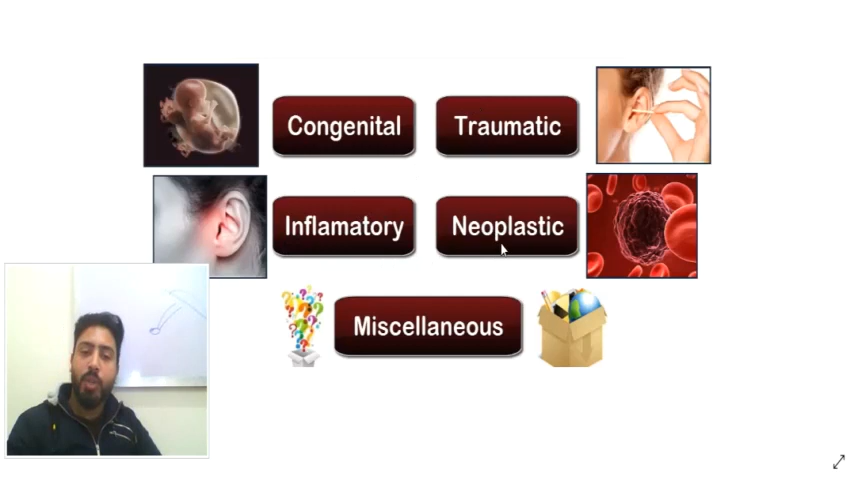 Congenital
Traumatic
Inflamatory
Neoplastic
Miscellaneous